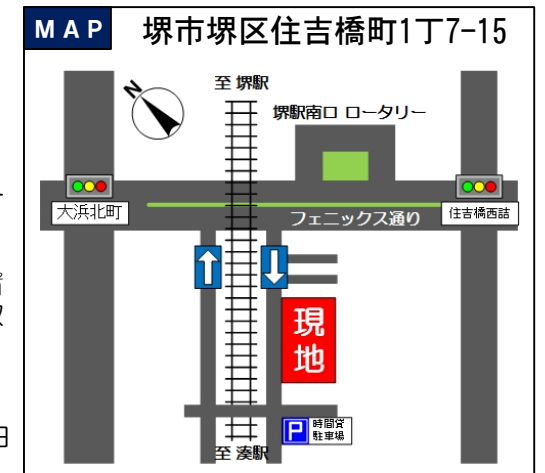 MAP 堺市堺区住吉橋町1丁7-15
N
至 堺駅
堺駅南口 ロータリー
大浜北町
フェニックス通り
住吉橋西詰
現地
P 時間貸
駐車場
至 湊駅